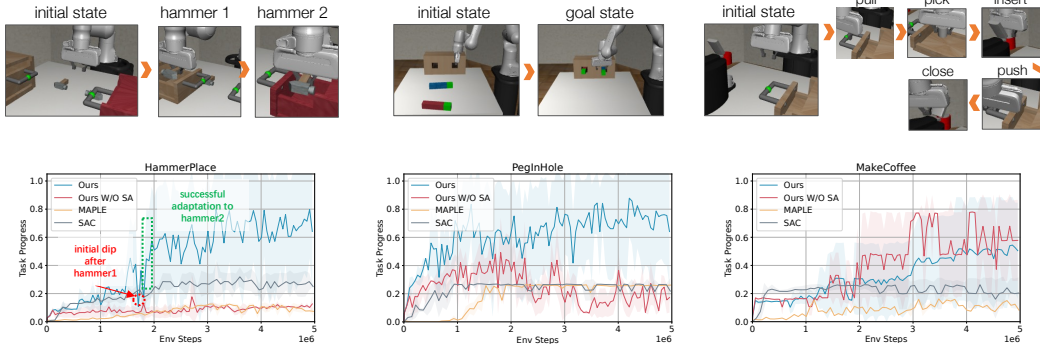 initial state
hammer 1
hammer 2
initial state
goal state
initial state
pull
pick
insert
close
push
HammerPlace
Ours
Ours W/O SA
MAPLE
SAC
successful
adaptation to
hammer2
initial dip
after
hammer1
Task Progress
1.0
0.8
0.6
0.4
0.2
0.0
0
1
2
3
4
5
Env Steps
1e6
PegInHole
Ours
Ours W/O SA
MAPLE
SAC
Task Progress
1.0
0.8
0.6
0.4
0.2
0.0
0
1
2
3
4
5
Env Steps
1e6
MakeCoffee
Ours
Ours W/O SA
MAPLE
SAC
Task Progress
1.0
0.8
0.6
0.4
0.2
0.0
0
1
2
3
4
5
Env Steps
1e6